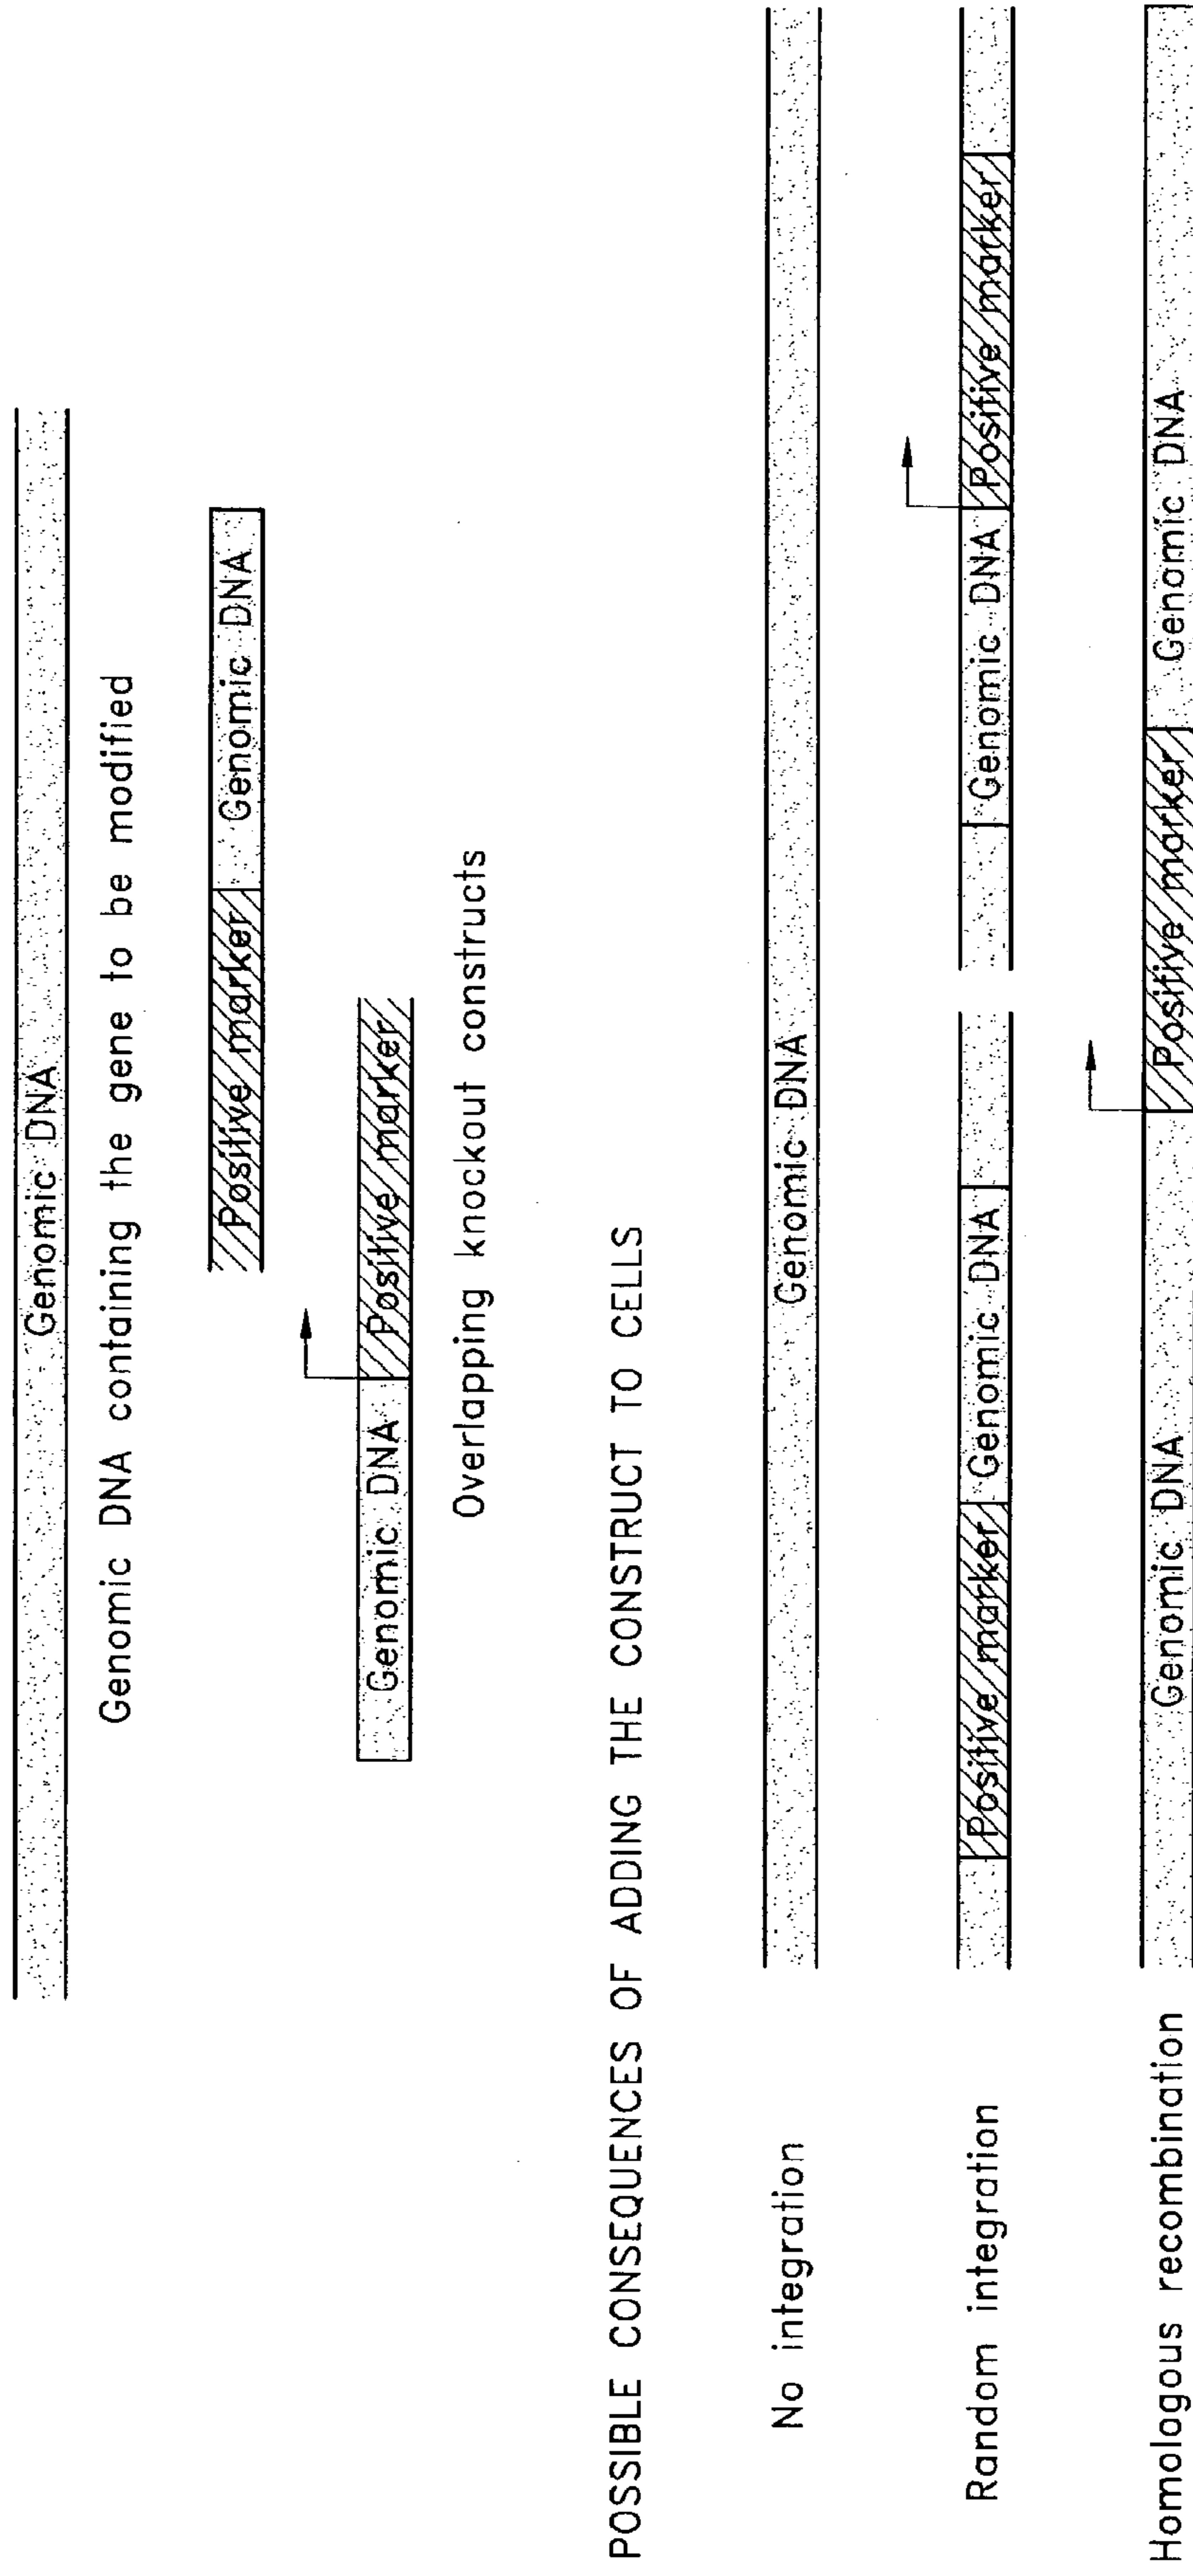 Genomic DNA
Genomic DNA containing the gene to be modified
Positive marker Genomic DNA
Genomic DNA Positive marker
Overlapping knockout constructs
POSSIBLE CONSEQUENCES OF ADDING THE CONSTRUCT TO CELLS
No integration Genomic DNA
Random integration Positive marker Genomic DNA Genomic DNA Positive marker
Homologous recombination Genomic DNA Positive marker Genomic DNA